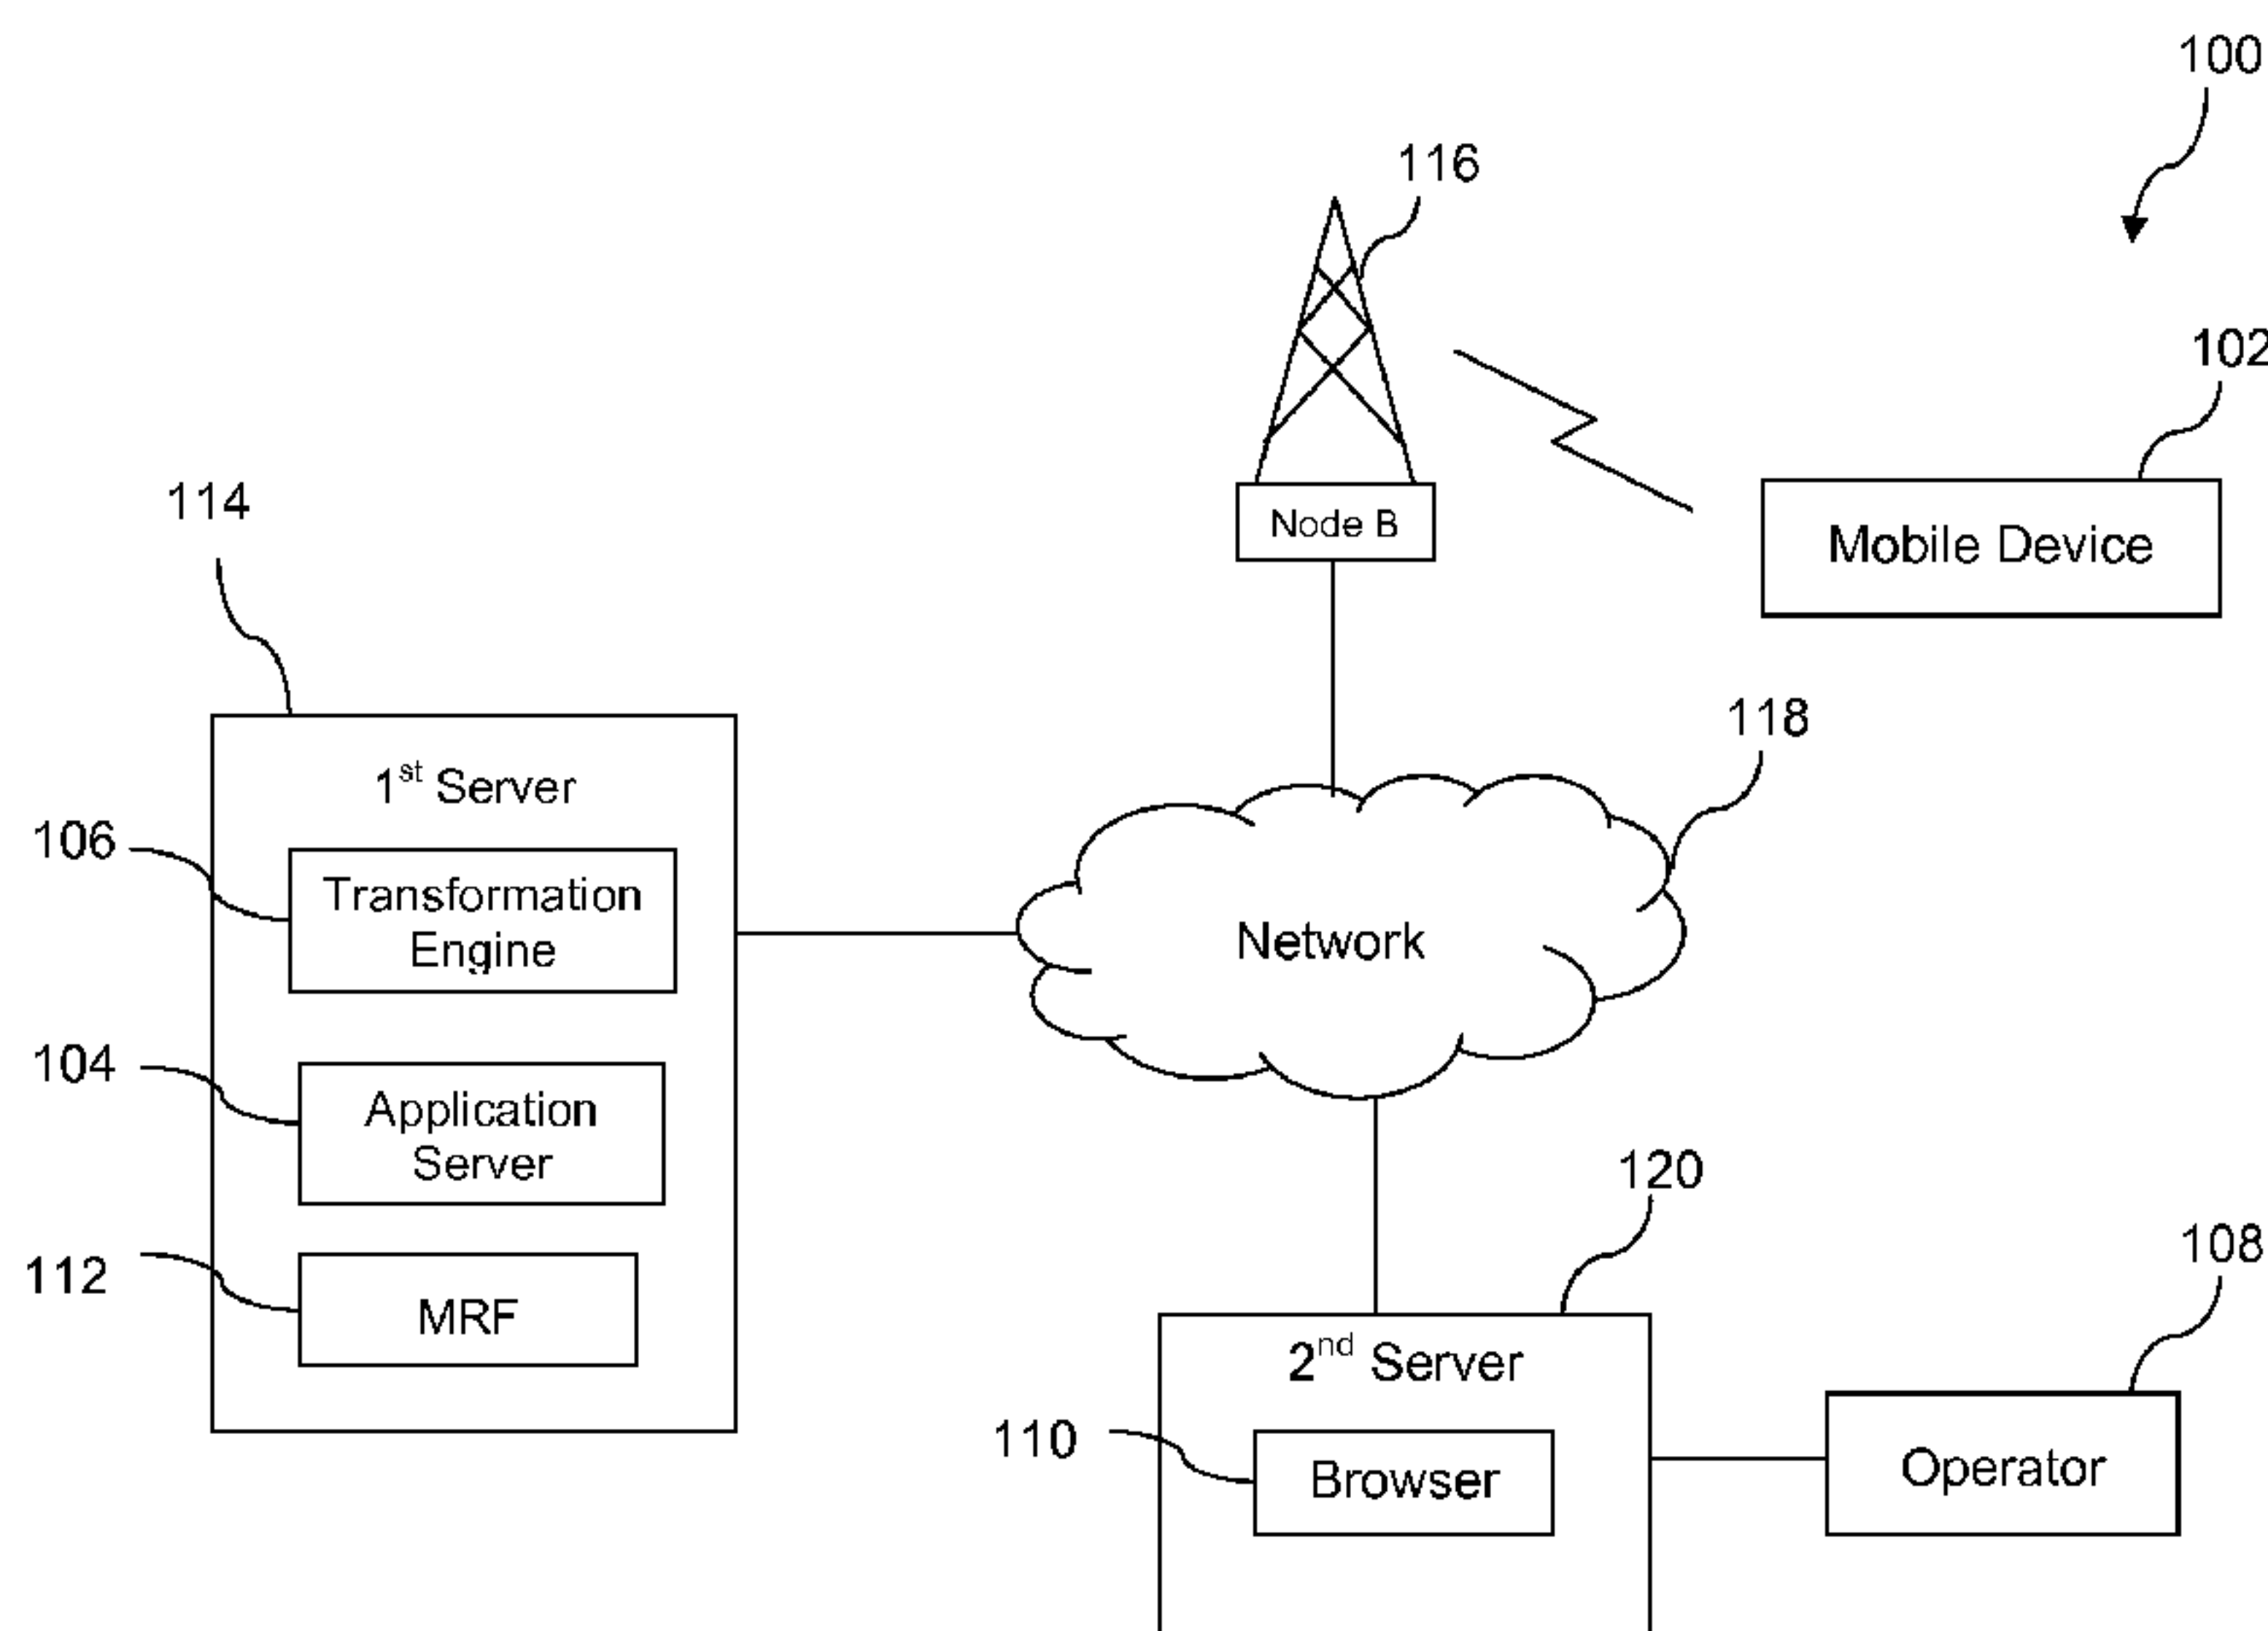 100
116
102
Node B
Mobile Device
114
118
1st Server
106
Transformation
Engine
Network
104
Application
Server
120
112
MRF
108
2nd Server
110
Browser
Operator